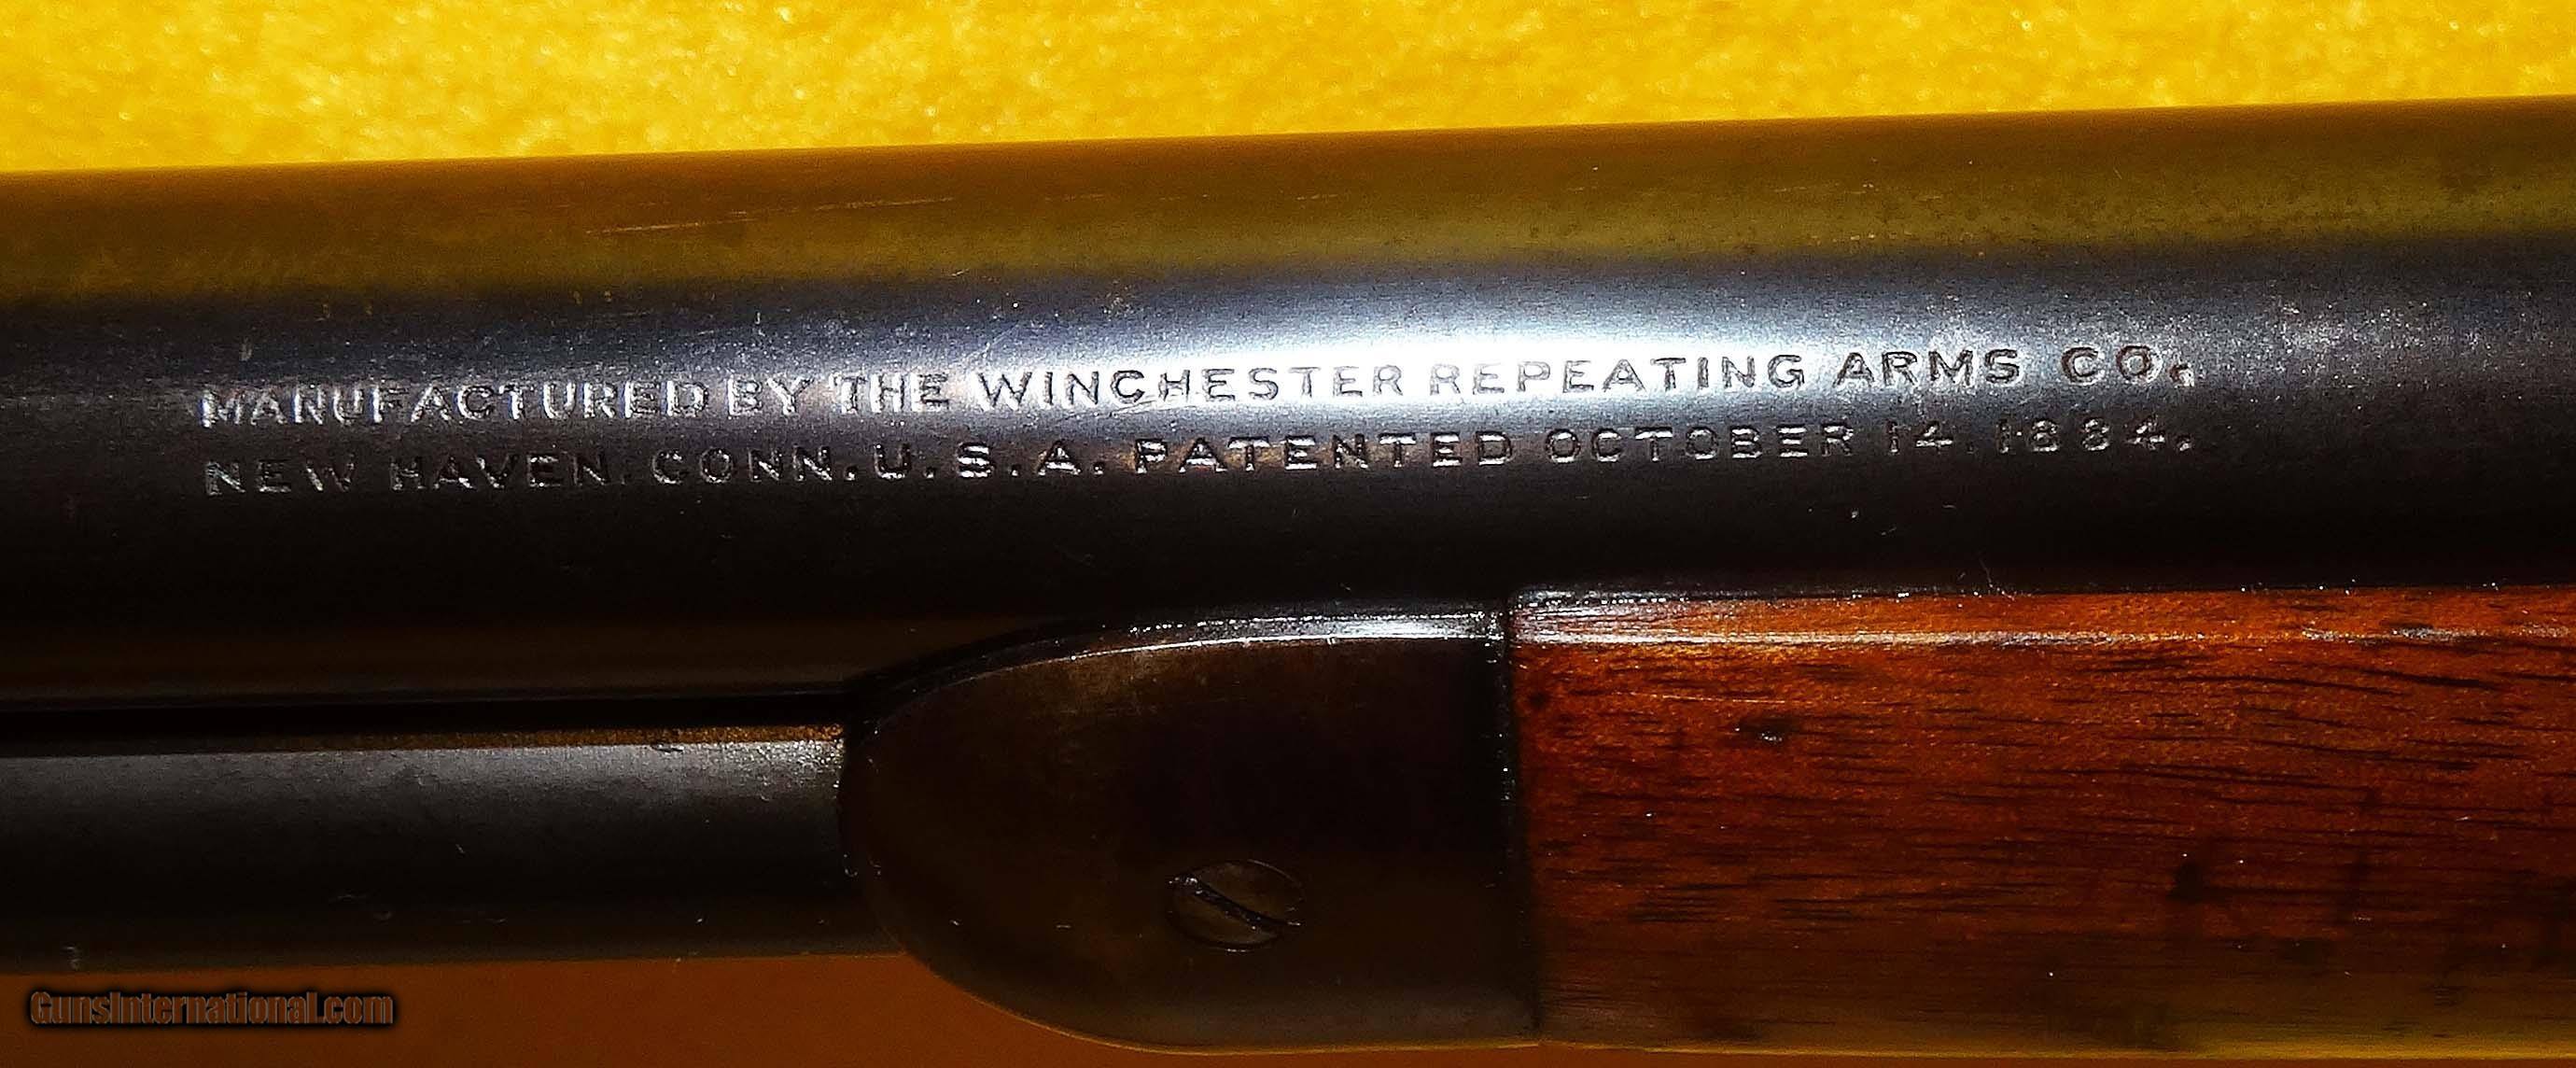 MANUFACTURED BY THE WINCHESTER REPEATING ARMS CO.
NEW HAVEN. CONN. U.S.A. PATENTED OCTOBER 14. 1884.
GunsInternational.com